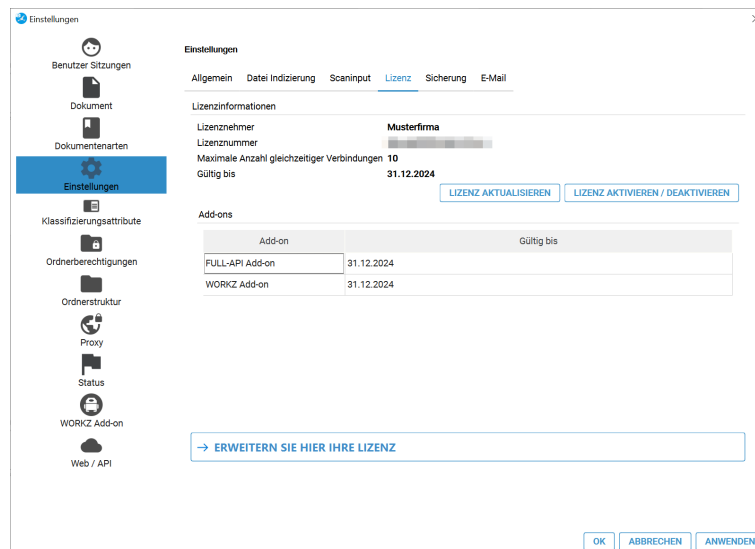 Einstellungen
Benutzer Sitzungen
Dokument
Dokumentenarten
Einstellungen
Klassifizierungsattribute
Ordnerberechtigungen
Ordnerstruktur
Proxy
Status
WORKZ Add-on
Web / API
Einstellungen
Allgemein Datei Indizierung Scaninput Lizenz Sicherung E-Mail
Lizenzinformationen
Lizenznehmer Musterfirma
Lizenznummer
Maximale Anzahl gleichzeitiger Verbindungen 10
Gültig bis 31.12.2024
LIZENZ AKTUALISIEREN LIZENZ AKTIVIEREN / DEAKTIVIEREN
Add-ons
Add-on Gültig bis
FULL-API Add-on 31.12.2024
WORKZ Add-on 31.12.2024
→ ERWEITERN SIE HIER IHRE LIZENZ
OK ABBRECHEN ANWENDEN